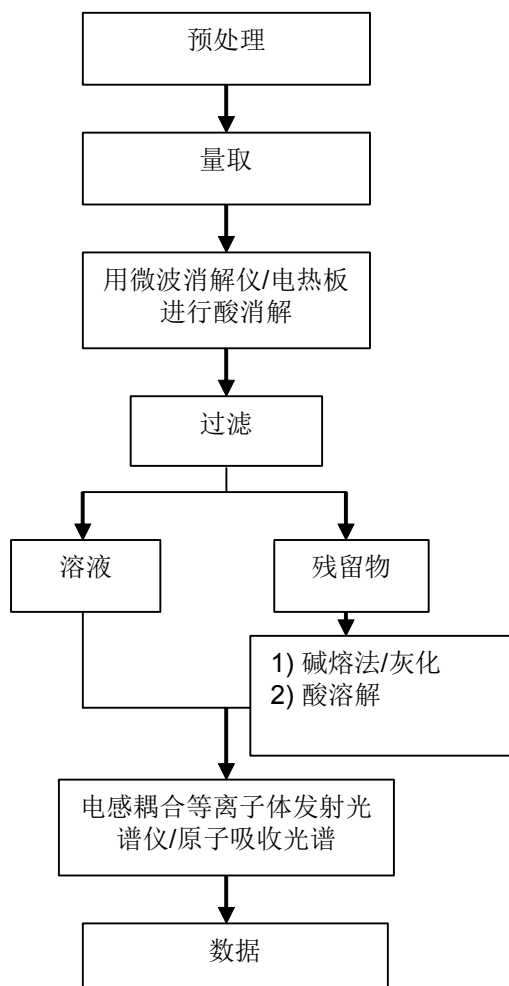 预处理
量取
用微波消解仪/电热板
进行酸消解
过滤
溶液
残留物
1) 碱熔法/灰化
2) 酸溶解
电感耦合等离子体发射光
谱仪/原子吸收光谱
数据